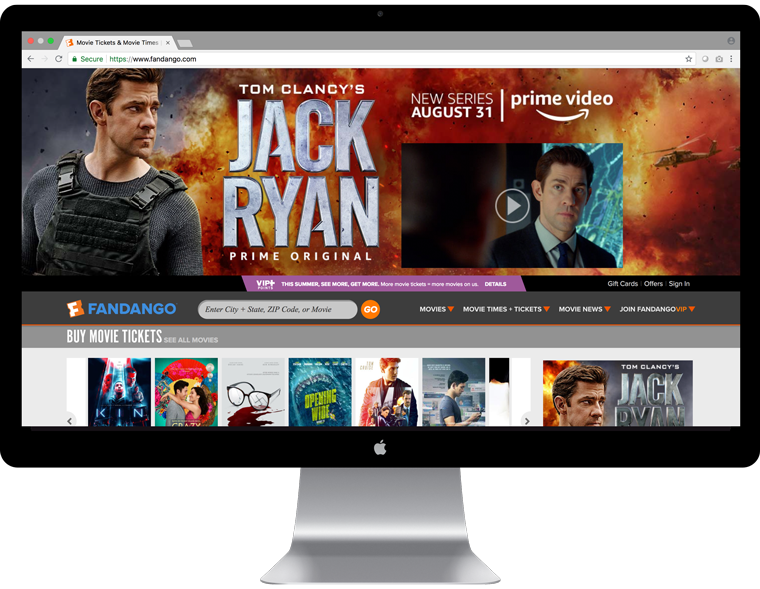 Movie Tickets & Movie Times
Secure
https://www.fandango.com
TOM CLANCY'S
JACK
RYAN
PRIME ORIGINAL
NEW SERIES
AUGUST 31
prime video
VIP+
POINTS
THIS SUMMER, SEE MORE, GET MORE. More movie tickets = more movies on us. DETAILS
Gift Cards | Offers | Sign In
FANDANGO
Enter City + State, ZIP Code, or Movie
GO
MOVIES
MOVIE TIMES + TICKETS
MOVIE NEWS
JOIN FANDANGOVIP
BUY MOVIE TICKETS SEE ALL MOVIES
KIN
CRAZY
OPENING
WIDE
TOM CLANCY'S
JACK
RYAN